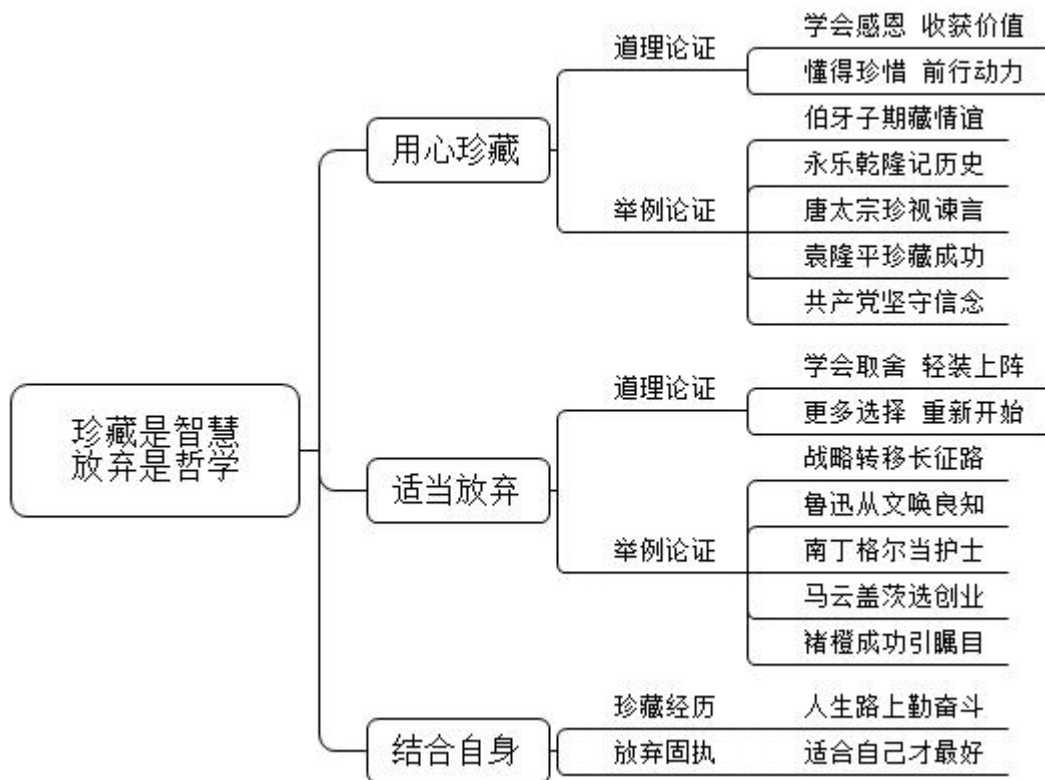 珍藏是智慧
放弃是哲学
用心珍藏
道理论证
学会感恩 收获价值
懂得珍惜 前行动力
举例论证
伯牙子期藏情谊
永乐乾隆记历史
唐太宗珍视谏言
袁隆平珍藏成功
共产党坚守信念
适当放弃
道理论证
学会取舍 轻装上阵
更多选择 重新开始
举例论证
战略转移长征路
鲁迅从文唤良知
南丁格尔当护士
马云盖茨选创业
褚橙成功引瞩目
结合自身
珍藏经历 人生路上勤奋斗
放弃固执 适合自己才最好